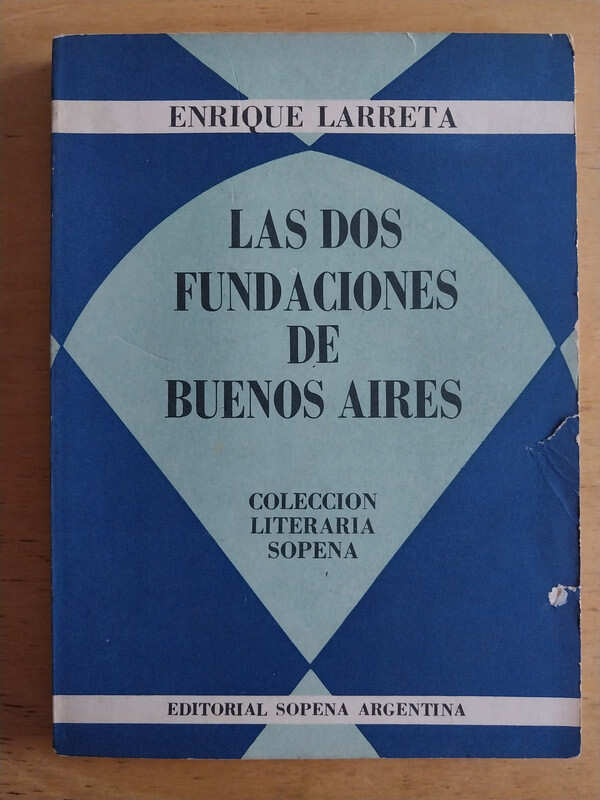 ENRIQUE LARRETA
LAS DOS
FUNDACIONES
DE
BUENOS AIRES
COLECCION
LITERARIA
SOPENA
EDITORIAL SOPENA ARGENTINA